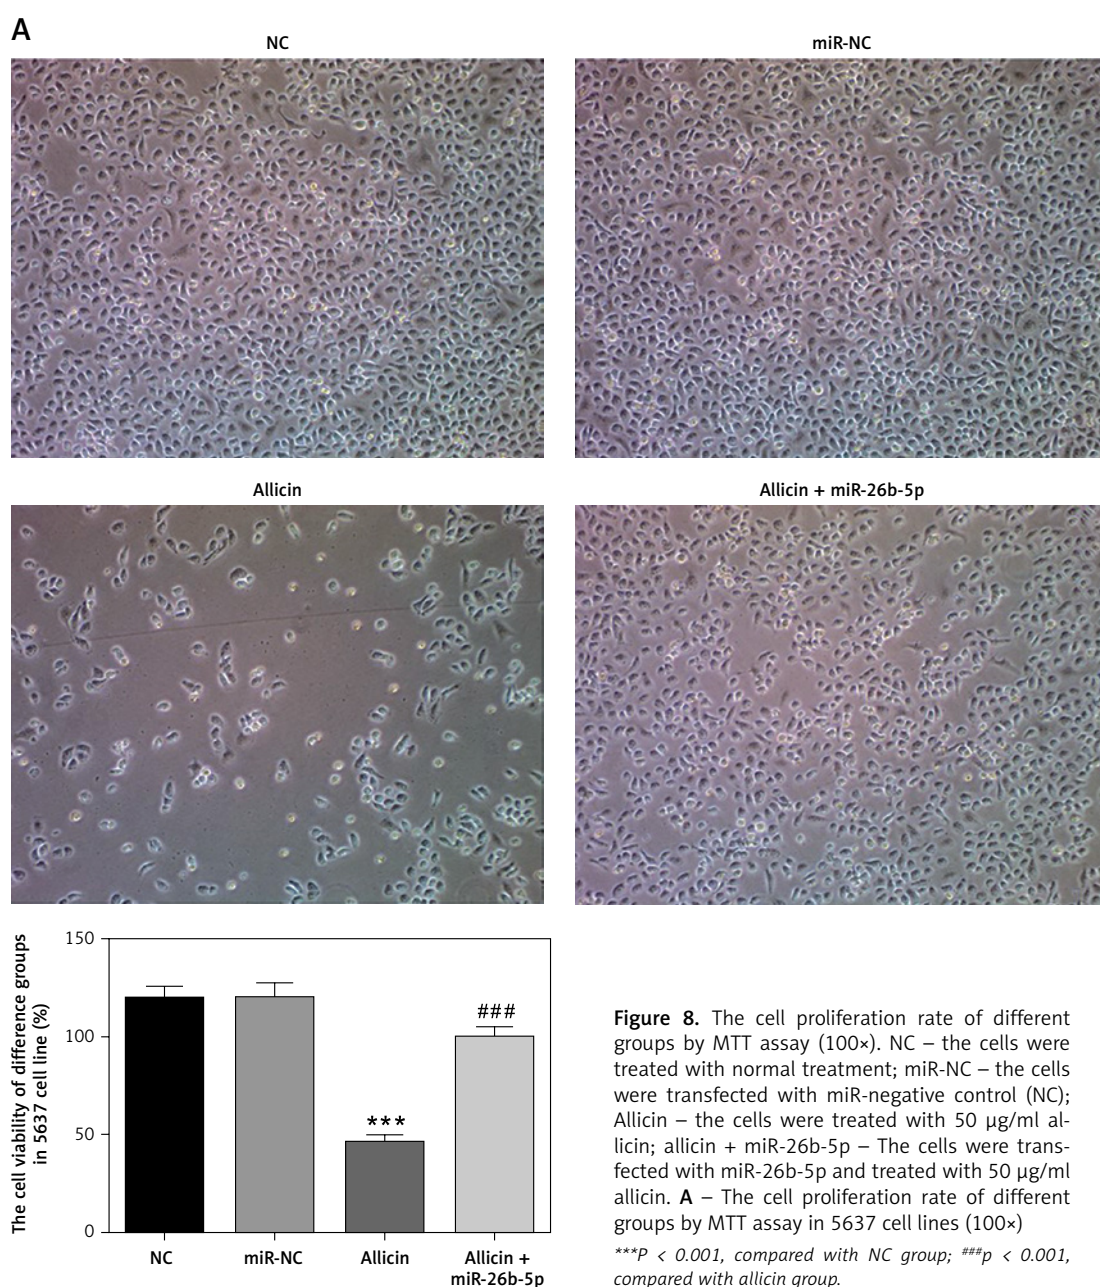 A
NC
miR-NC
Allicin
Allicin + miR-26b-5p
The cell viability of difference groups
in 5637 cell line (%)
150
100
50
0
***
###
NC
miR-NC
Allicin
Allicin +
miR-26b-5p
Figure 8. The cell proliferation rate of different
groups by MTT assay (100×). NC – the cells were
treated with normal treatment; miR-NC – the cells
were transfected with miR-negative control (NC);
Allicin – the cells were treated with 50 µg/ml al-
licin; allicin + miR-26b-5p – The cells were trans-
fected with miR-26b-5p and treated with 50 µg/ml
allicin. A – The cell proliferation rate of different
groups by MTT assay in 5637 cell lines (100×)
***P < 0.001, compared with NC group; ###p < 0.001,
compared with allicin group.